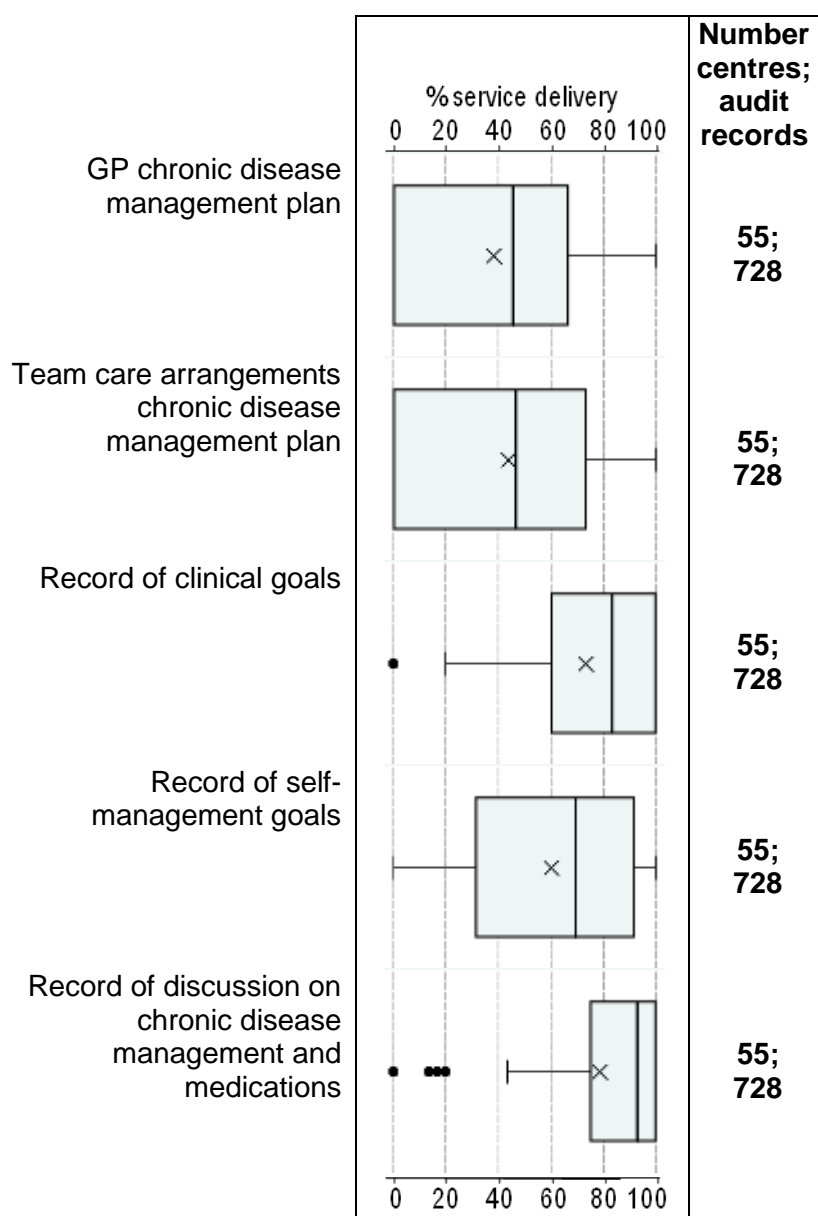 Number
centres;
audit
records
%service delivery
0 20 40 60 80 100
GP chronic disease
management plan
55;
728
Team care arrangements
chronic disease
management plan
55;
728
Record of clinical goals
55;
728
Record of self-
management goals
55;
728
Record of discussion on
chronic disease
management and
medications
55;
728
0 20 40 60 80 100